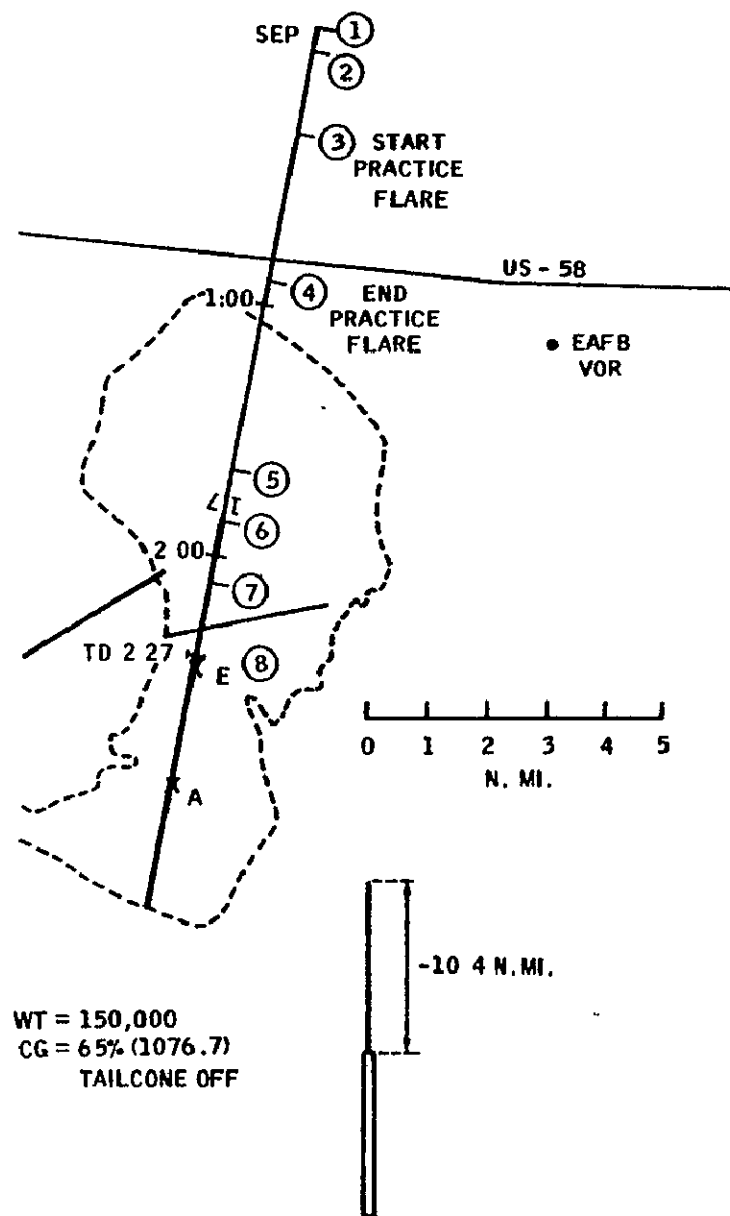 SEP
1
2
3 START
PRACTICE
FLARE
US - 58
4 END
1:00
PRACTICE
FLARE
EAFB
VOR
5
17
6
2 00
7
TD 2 27
E 8
0 1 2 3 4 5
N. MI.
A
-10 4 N.MI.
WT = 150,000
CG = 65% (1076.7)
TAILCONE OFF